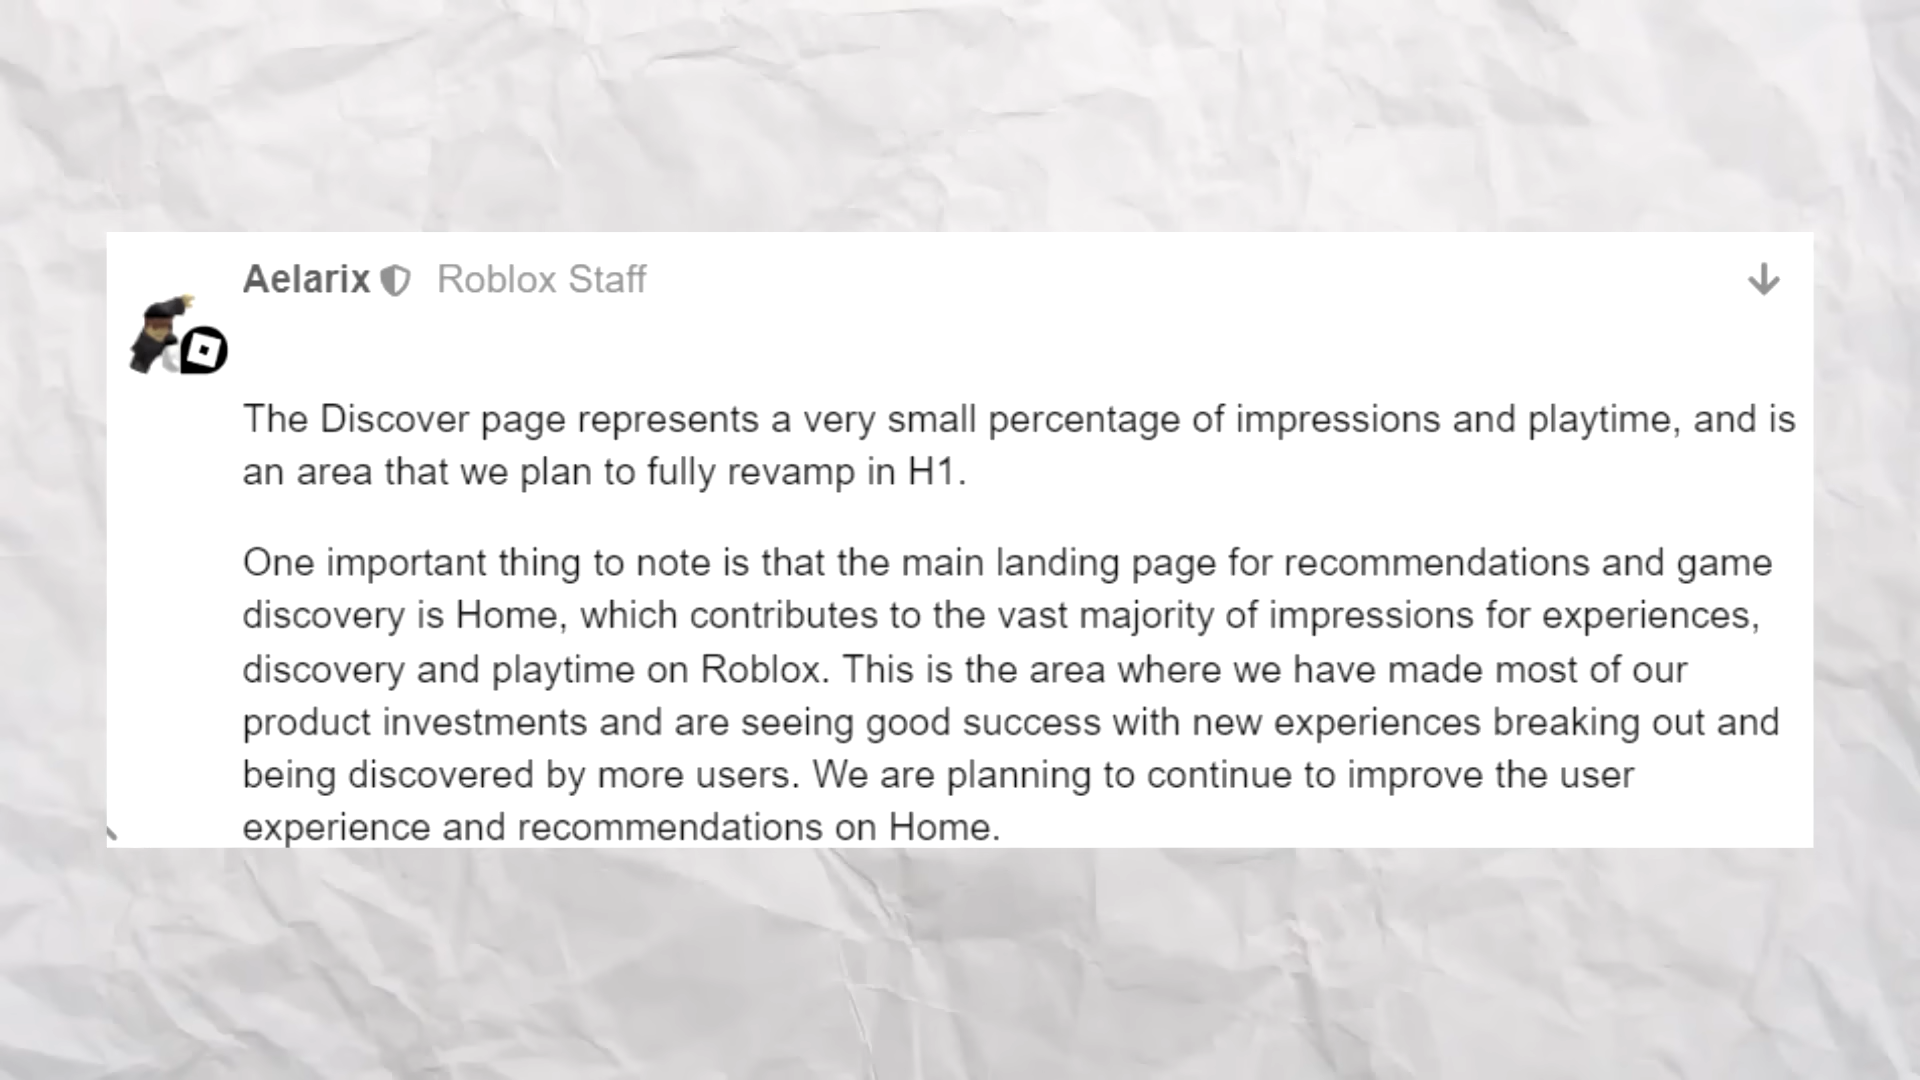 Aelarix Roblox Staff
The Discover page represents a very small percentage of impressions and playtime, and is
an area that we plan to fully revamp in H1.
One important thing to note is that the main landing page for recommendations and game
discovery is Home, which contributes to the vast majority of impressions for experiences,
discovery and playtime on Roblox. This is the area where we have made most of our
product investments and are seeing good success with new experiences breaking out and
being discovered by more users. We are planning to continue to improve the user
experience and recommendations on Home.